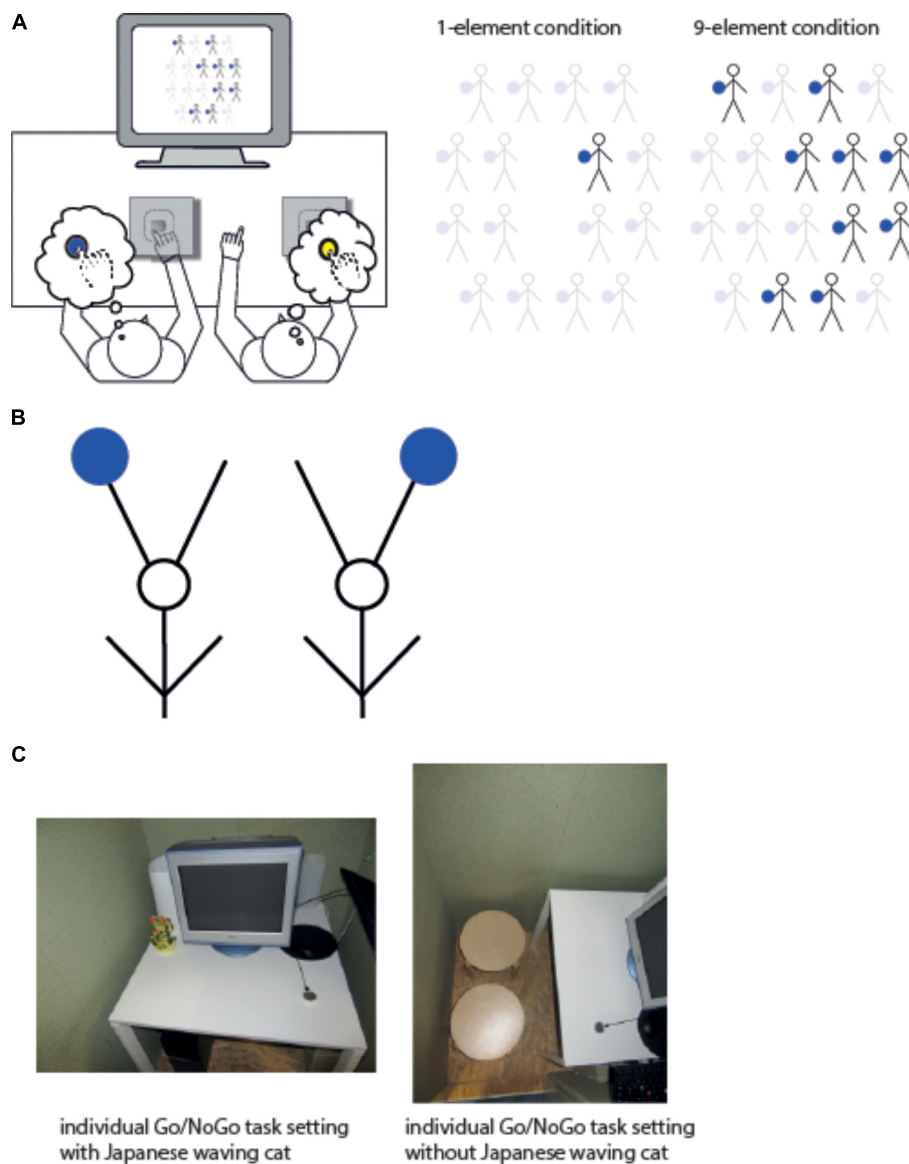 A
1-element condition
9-element condition
B
C
individual Go/NoGo task setting
with Japanese waving cat
individual Go/NoGo task setting
without Japanese waving cat